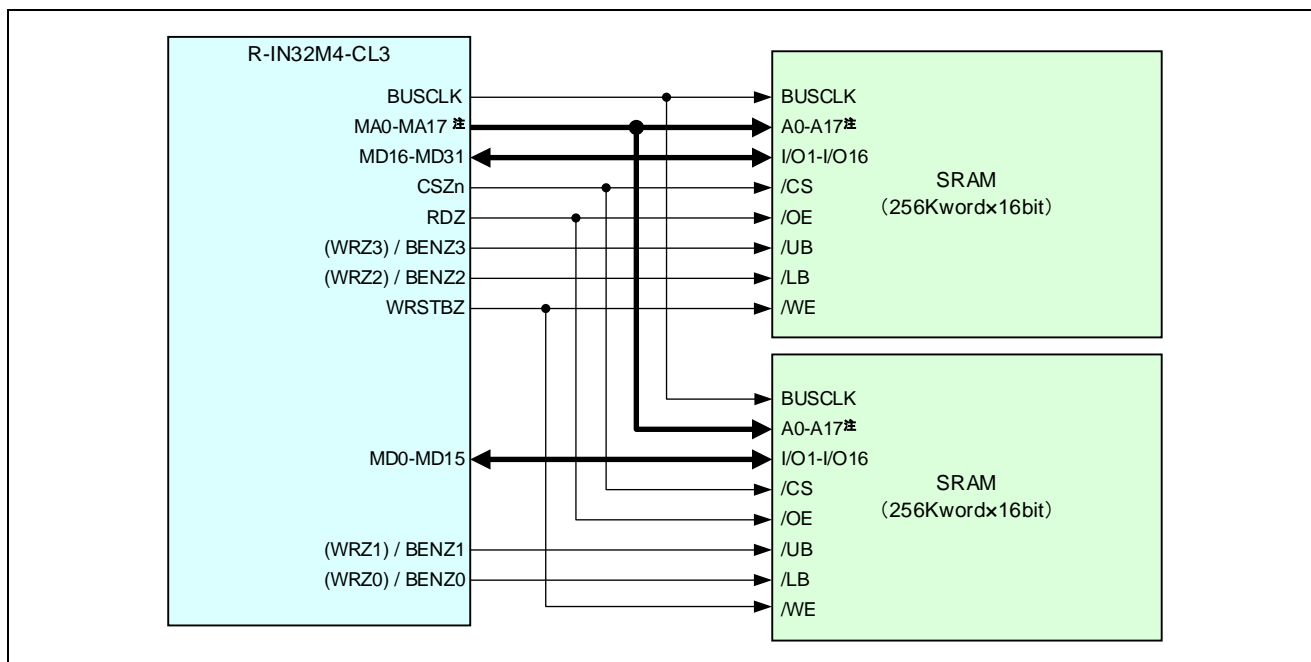 R-IN32M4-CL3
BUSCLK
MA0-MA17 注
MD16-MD31
CSZn
RDZ
(WRZ3) / BENZ3
(WRZ2) / BENZ2
WRSTBZ
MD0-MD15
(WRZ1) / BENZ1
(WRZ0) / BENZ0
BUSCLK
A0-A17注
I/O1-I/O16
/CS
/OE
/UB
/LB
/WE
SRAM
（256Kword×16bit）
BUSCLK
A0-A17注
I/O1-I/O16
/CS
/OE
/UB
/LB
/WE
SRAM
（256Kword×16bit）